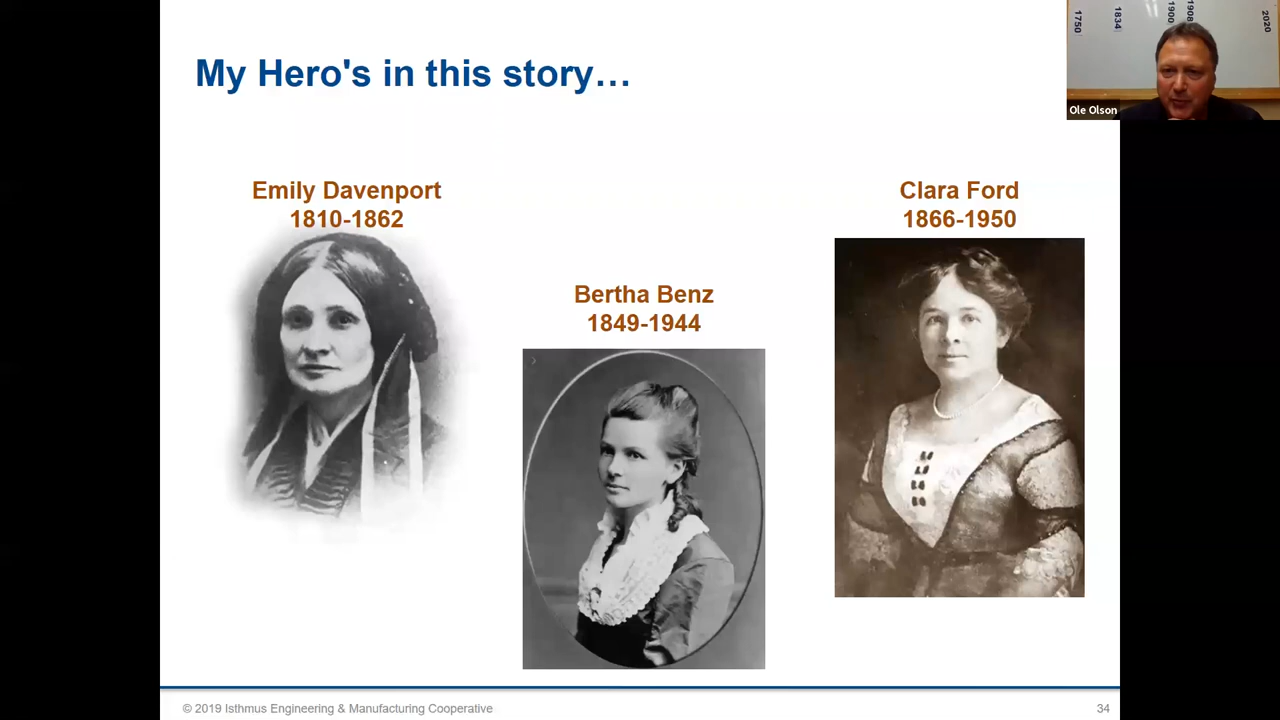 My Hero's in this story…
1750
1834
1900
1908
2020
Ole Olson
Emily Davenport
1810-1862
Bertha Benz
1849-1944
Clara Ford
1866-1950
© 2019 Isthmus Engineering & Manufacturing Cooperative
34